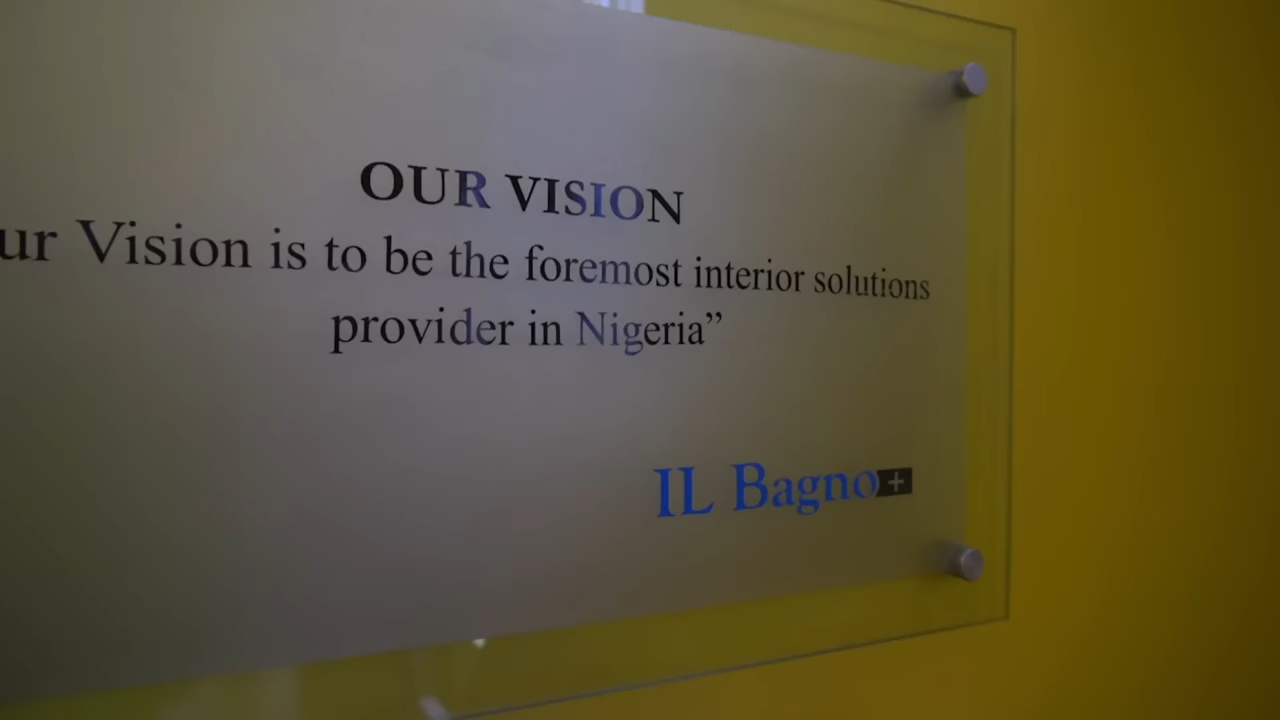 OUR VISION
ur Vision is to be the foremost interior solutions
provider in Nigeria”
IL Bagno+